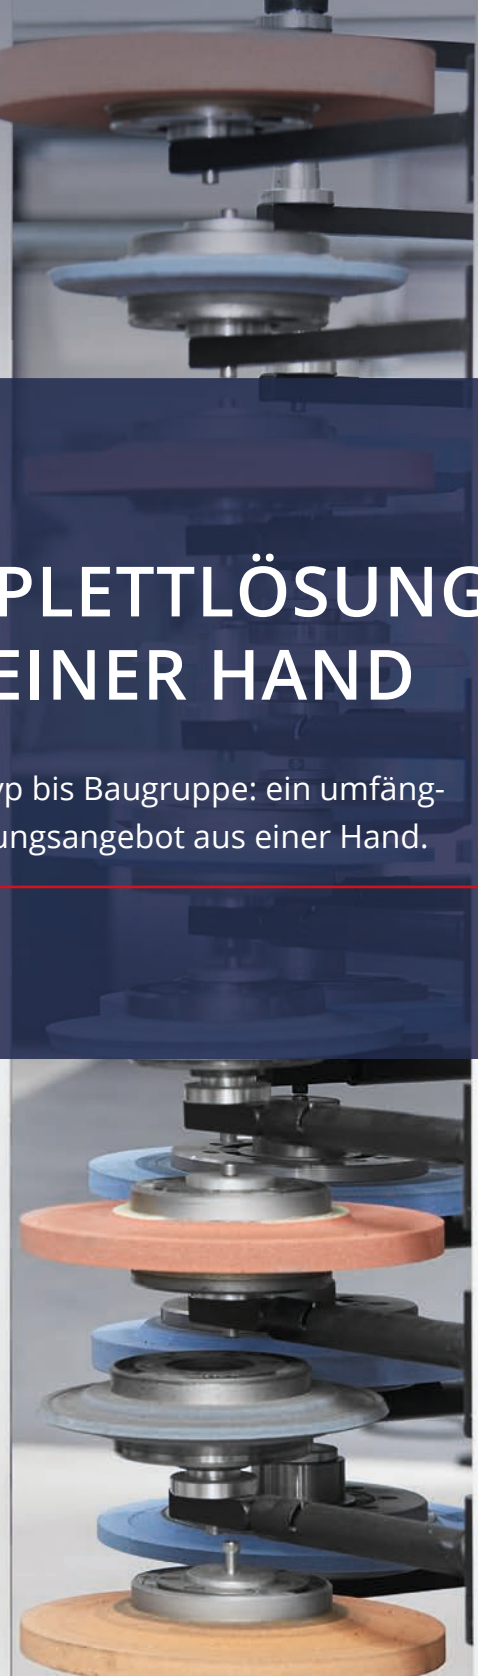 PLETTLÖSUNG
EINER HAND
yp bis Baugruppe: ein umfäng-
ungsangebot aus einer Hand.